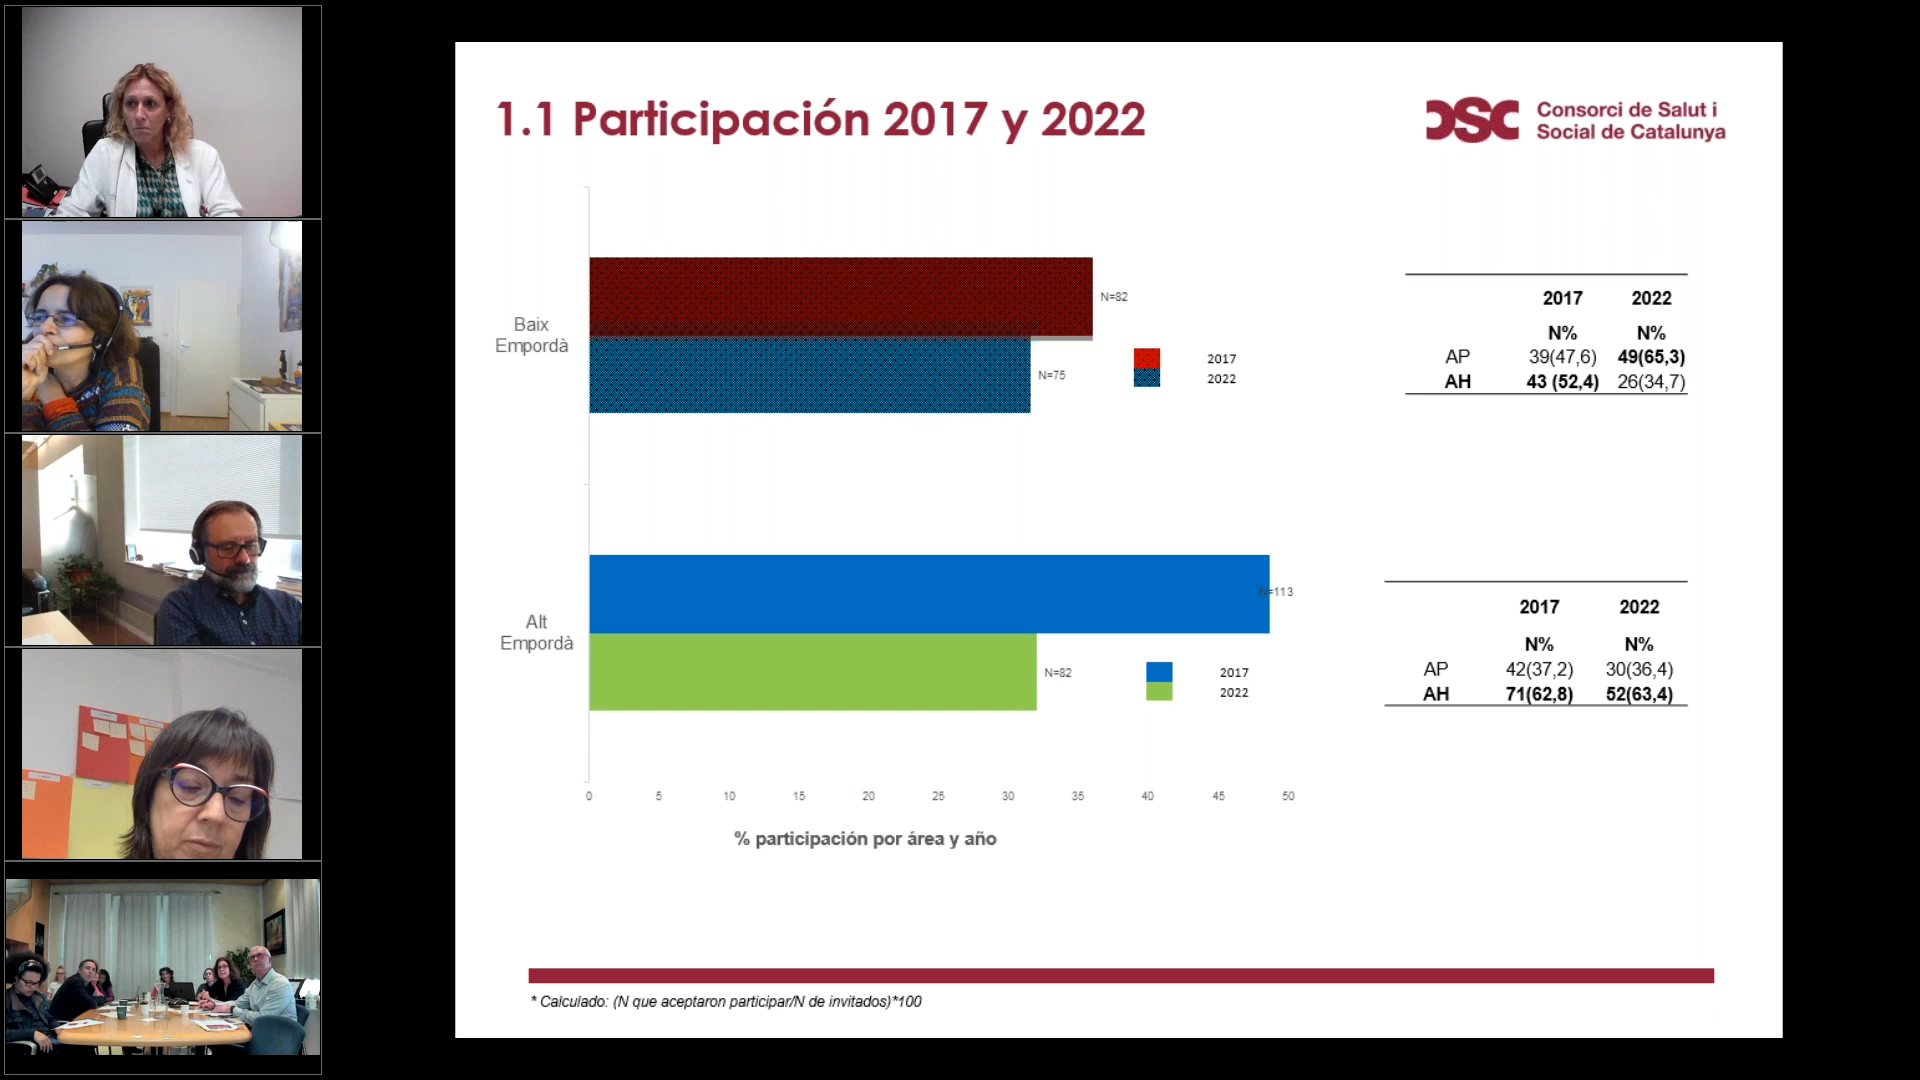 1.1 Participación 2017 y 2022
CSC
Consorci de Salut i
Social de Catalunya
Baix
Empordà
N=82
N=75
2017
2022
2017 2022
N% N%
AP 39(47,6) 49(65,3)
AH 43 (52,4) 26(34,7)
Alt
Empordà
N=113
N=82
2017
2022
2017 2022
N% N%
AP 42(37,2) 30(36,4)
AH 71(62,8) 52(63,4)
0 5 10 15 20 25 30 35 40 45 50
% participación por área y año
* Calculado: (N que aceptaron participar/N de invitados)*100